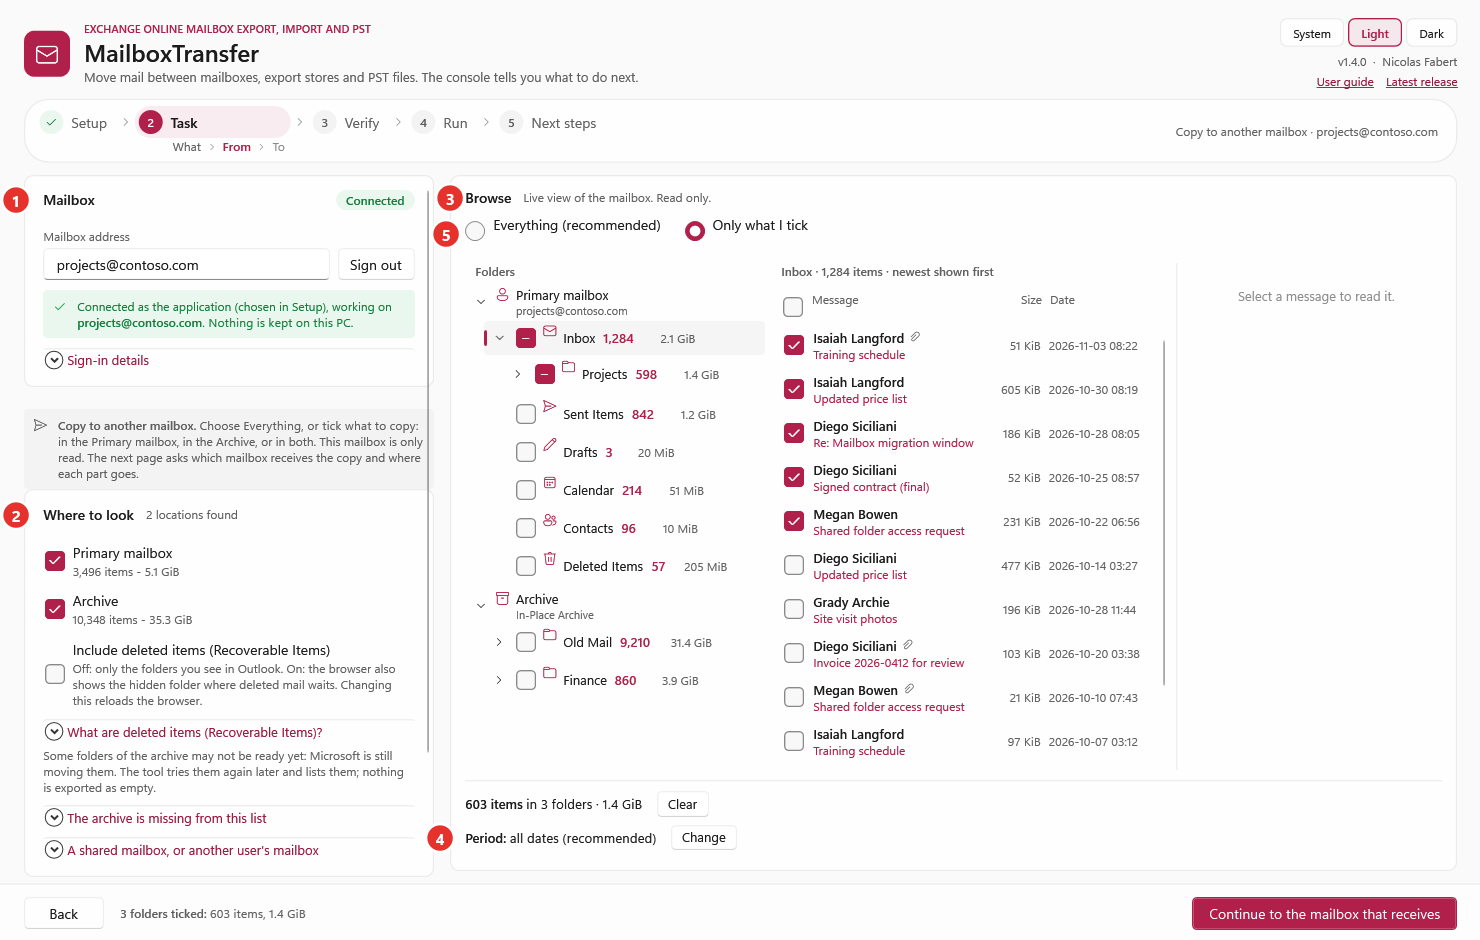 EXCHANGE ONLINE MAILBOX EXPORT, IMPORT AND PST
MailboxTransfer
Move mail between mailboxes, export stores and PST files. The console tells you what to do next.
System
Light
Dark
v1.4.0 · Nicolas Fabert
User guide
Latest release
Setup
2
Task
3
Verify
4
Run
5
Next steps
What
From
To
Copy to another mailbox · projects@contoso.com
1
Mailbox
Connected
Mailbox address
projects@contoso.com
Sign out
Connected as the application (chosen in Setup), working on
projects@contoso.com. Nothing is kept on this PC.
Sign-in details
Copy to another mailbox. Choose Everything, or tick what to copy:
in the Primary mailbox, in the Archive, or in both. This mailbox is only
read. The next page asks which mailbox receives the copy and where
each part goes.
2
Where to look
2 locations found
Primary mailbox
3,496 items - 5.1 GiB
Archive
10,348 items - 35.3 GiB
Include deleted items (Recoverable Items)
Off: only the folders you see in Outlook. On: the browser also
shows the hidden folder where deleted mail waits. Changing
this reloads the browser.
What are deleted items (Recoverable Items)?
Some folders of the archive may not be ready yet: Microsoft is still
moving them. The tool tries them again later and lists them; nothing
is exported as empty.
The archive is missing from this list
A shared mailbox, or another user's mailbox
3
Browse
Live view of the mailbox. Read only.
5
Everything (recommended)
Only what I tick
Folders
Primary mailbox
projects@contoso.com
Inbox 1,284 2.1 GiB
Projects 598 1.4 GiB
Sent Items 842 1.2 GiB
Drafts 3 20 MiB
Calendar 214 51 MiB
Contacts 96 10 MiB
Deleted Items 57 205 MiB
Archive
In-Place Archive
Old Mail 9,210 31.4 GiB
Finance 860 3.9 GiB
Inbox · 1,284 items · newest shown first
Message Size Date
Isaiah Langford
Training schedule
51 KiB 2026-11-03 08:22
Isaiah Langford
Updated price list
605 KiB 2026-10-30 08:19
Diego Siciliani
Re: Mailbox migration window
186 KiB 2026-10-28 08:05
Diego Siciliani
Signed contract (final)
52 KiB 2026-10-25 08:57
Megan Bowen
Shared folder access request
231 KiB 2026-10-22 06:56
Diego Siciliani
Updated price list
477 KiB 2026-10-14 03:27
Grady Archie
Site visit photos
196 KiB 2026-10-28 11:44
Diego Siciliani
Invoice 2026-0412 for review
103 KiB 2026-10-20 03:38
Megan Bowen
Shared folder access request
21 KiB 2026-10-10 07:43
Isaiah Langford
Training schedule
97 KiB 2026-10-07 03:12
Select a message to read it.
603 items in 3 folders · 1.4 GiB
Clear
4
Period: all dates (recommended)
Change
Back
3 folders ticked: 603 items, 1.4 GiB
Continue to the mailbox that receives